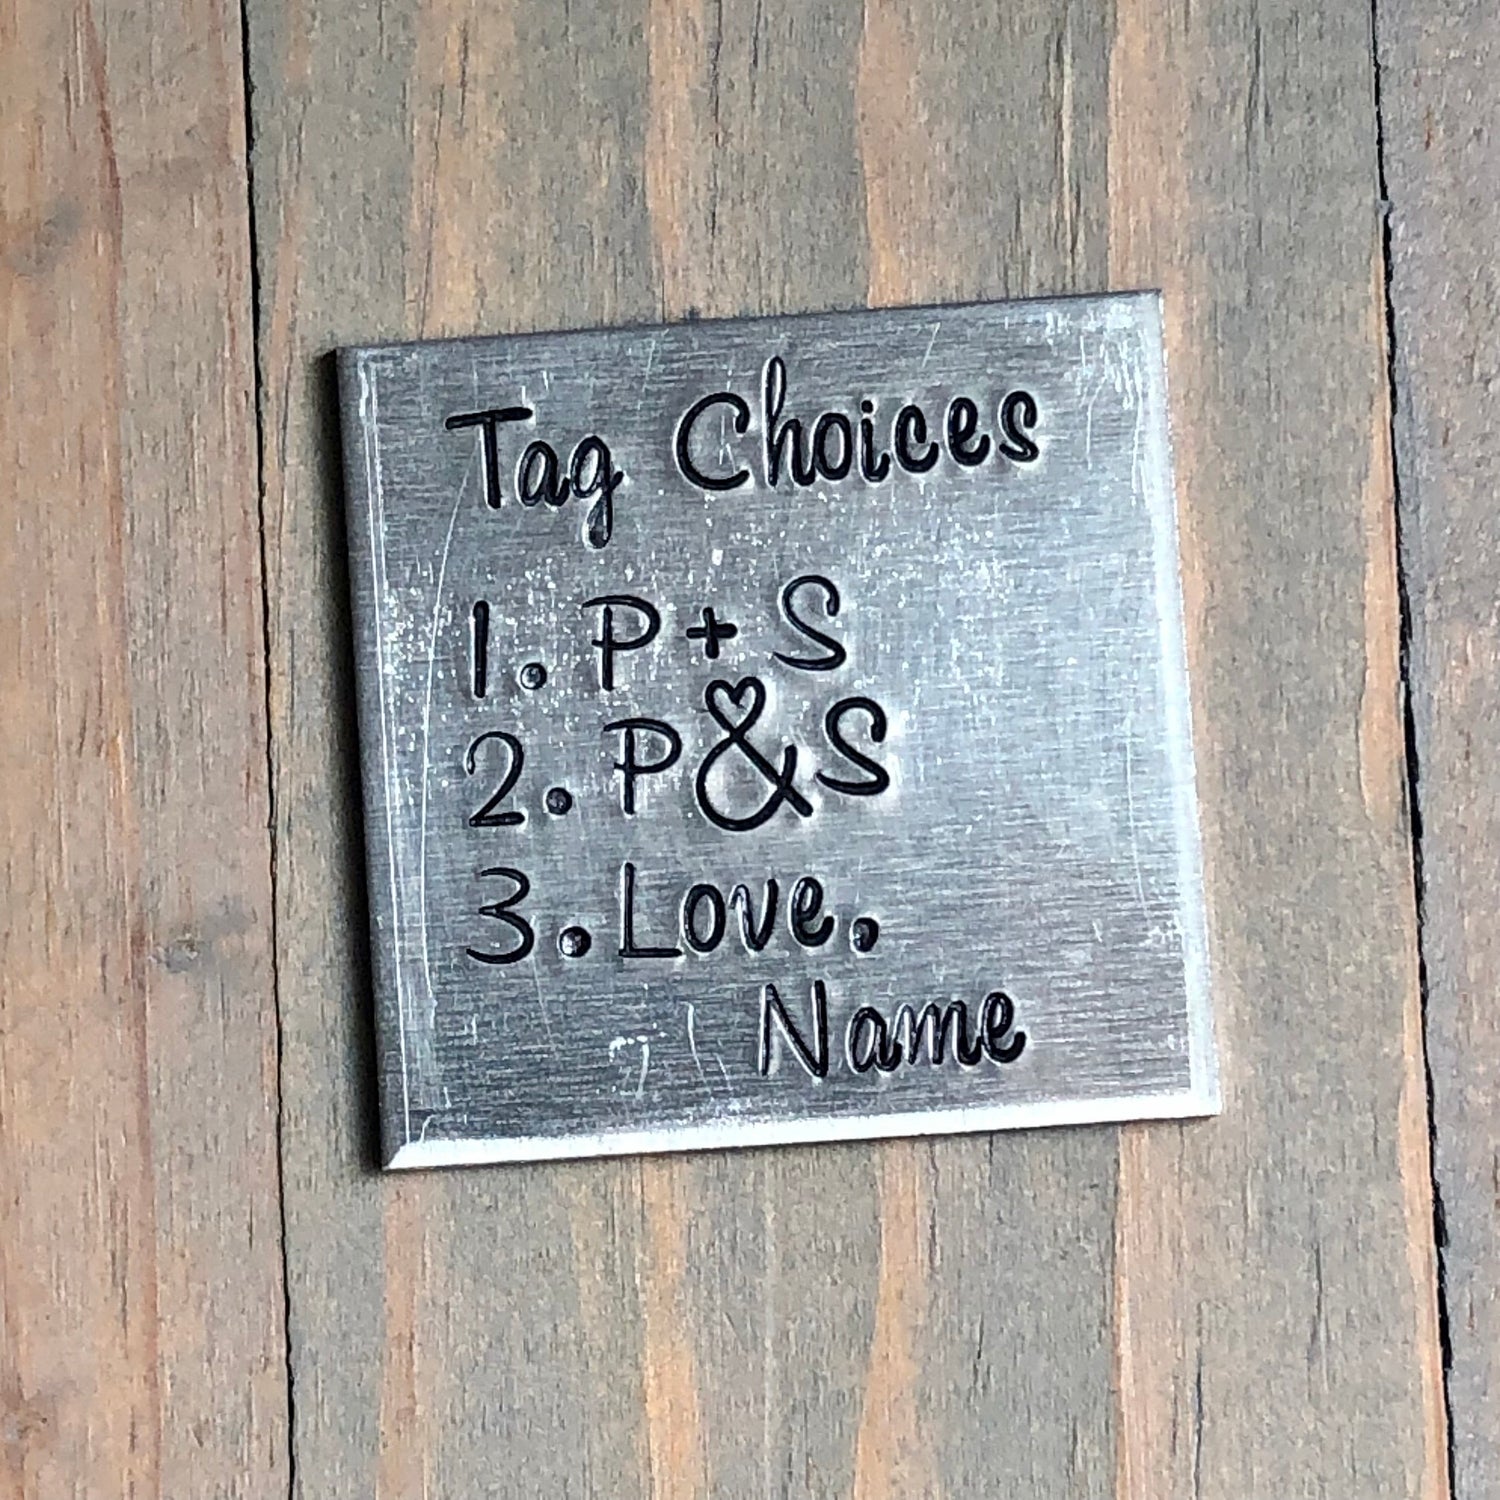 Tag Choices
1. P + S
2. P & S
3. Love.
Name